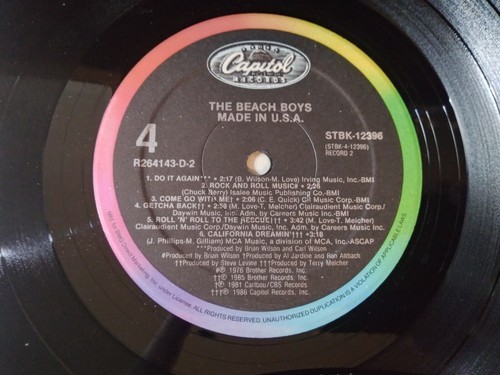 Capitol
RECORDS
THE BEACH BOYS
MADE IN U.S.A.
4
STBK-12396
(STBK-4-12396)
RECORD 2
R264143-D-2
1. DO IT AGAIN*** • 2:17 (B. Wilson-M. Love) Irving Music, Inc.-BMI
2. ROCK AND ROLL MUSIC# • 2:26
(Chuck Berry) Isalee Music Publishing Co.-BMI
3. COME GO WITH ME† • 2:06 (C. E. Quick) Gil Music Corp.-BMI
4. GETCHA BACK†† • 2:58 (M. Love-T. Melcher) Clairaudient Music Corp./
Daywin Music, Inc. Adm. by Careers Music Inc.-BMI
5. ROCK 'N' ROLL TO THE RESCUE††† • 3:42 (M. Love-T.
Melcher) Clairaudient Music Corp./Daywin Music, Inc. Adm. by Careers Music Inc.-BMI
6. CALIFORNIA DREAMIN'††† • 3:18
(J. Phillips-M. Gilliam) MCA Music, a division of MCA, Inc.-ASCAP
***Produced by Brian Wilson and Carl Wilson
#Produced by Brian Wilson †Produced by Al Jardine and Ron Altbach
††Produced by Steve Levine †††Produced by Terry Melcher
℗ 1976 Brother Records, Inc.
℗ 1985 Brother Records, Inc.
℗ 1981 Caribou/CBS Records
℗ 1986 Capitol Records, Inc.
Inc., under License. All Rights Reserved. UNAUTHORIZED DUPLICATION IS A VIOLATION OF APPLICABLE LAWS.